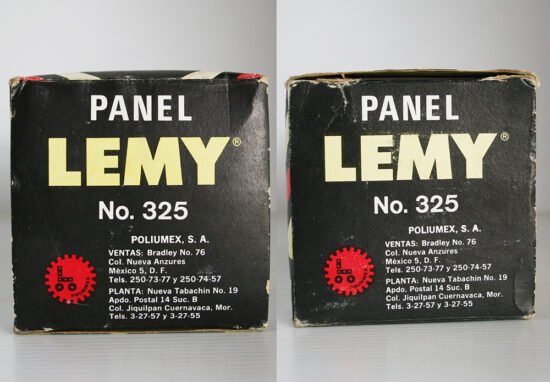 PANEL
LEMY®
No. 325
POLIUMEX, S. A.
VENTAS: Bradley No. 76
Col. Nueva Anzures
México 5, D. F.
Tels. 250-73-77 y 250-74-57
PLANTA: Nueva Tabachin No. 19
Apdo. Postal 14 Suc. B
Col. Jiquilpan Cuernavaca, Mor.
Tels. 3-27-57 y 3-27-55
PANEL
LEMY®
No. 325
POLIUMEX, S. A.
VENTAS: Bradley No. 76
Col. Nueva Anzures
México 5, D. F.
Tels. 250-73-77 y 250-74-57
PLANTA: Nueva Tabachin No. 19
Apdo. Postal 14 Suc. B
Col. Jiquilpan Cuernavaca, Mor.
Tels. 3-27-57 y 3-27-55